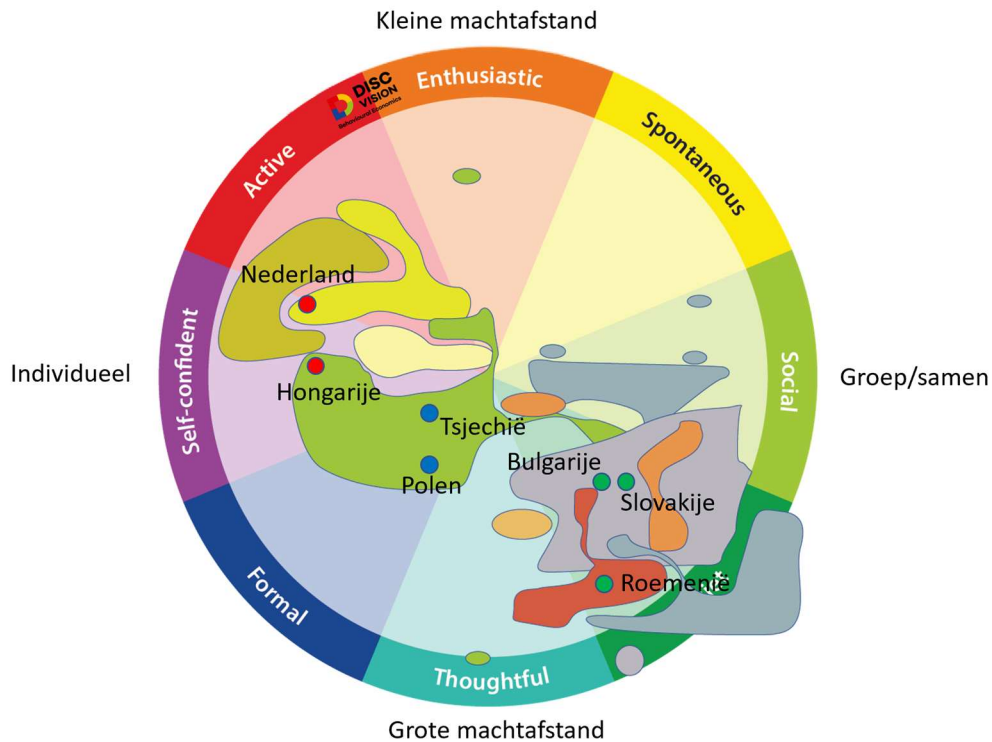 Kleine machtafstand
Enthusiastic
DISC
VISION
Behavioural Economics
Spontaneous
Active
Nederland
Self-confident
Individueel
Hongarije
Social
Groep/samen
Tsjechië
Bulgarije
Polen
Slovakije
Formal
Roemenië
Thoughtful
Grote machtafstand